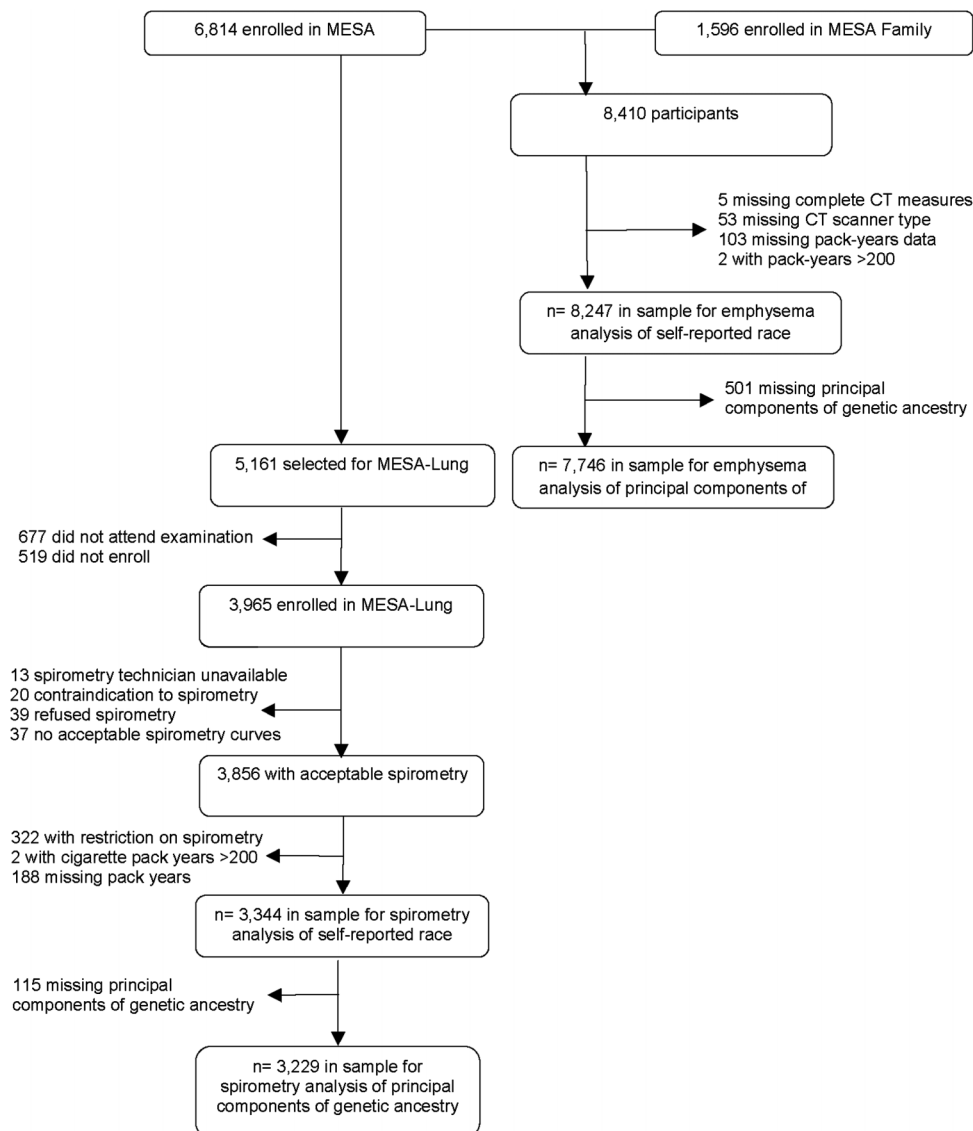 6,814 enrolled in MESA
1,596 enrolled in MESA Family
8,410 participants
5 missing complete CT measures
53 missing CT scanner type
103 missing pack-years data
2 with pack-years >200
n= 8,247 in sample for emphysema
analysis of self-reported race
501 missing principal
components of genetic ancestry
n= 7,746 in sample for emphysema
analysis of principal components of
5,161 selected for MESA-Lung
677 did not attend examination
519 did not enroll
3,965 enrolled in MESA-Lung
13 spirometry technician unavailable
20 contraindication to spirometry
39 refused spirometry
37 no acceptable spirometry curves
3,856 with acceptable spirometry
322 with restriction on spirometry
2 with cigarette pack years >200
188 missing pack years
n= 3,344 in sample for spirometry
analysis of self-reported race
115 missing principal
components of genetic ancestry
n= 3,229 in sample for
spirometry analysis of principal
components of genetic ancestry